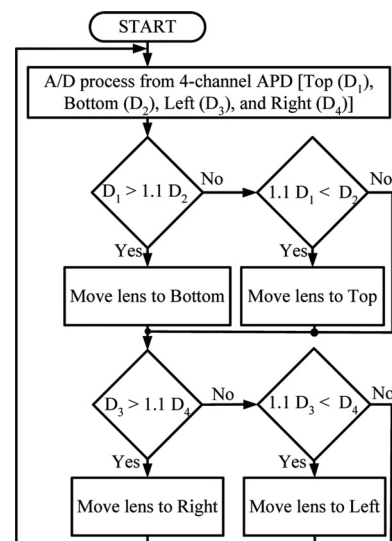 START
A/D process from 4-channel APD [Top (D₁),
Bottom (D₂), Left (D₃), and Right (D₄)]
D₁ > 1.1 D₂
No
1.1 D₁ < D₂
No
Yes
Yes
Move lens to Bottom
Move lens to Top
D₃ > 1.1 D₄
No
1.1 D₃ < D₄
No
Yes
Yes
Move lens to Right
Move lens to Left